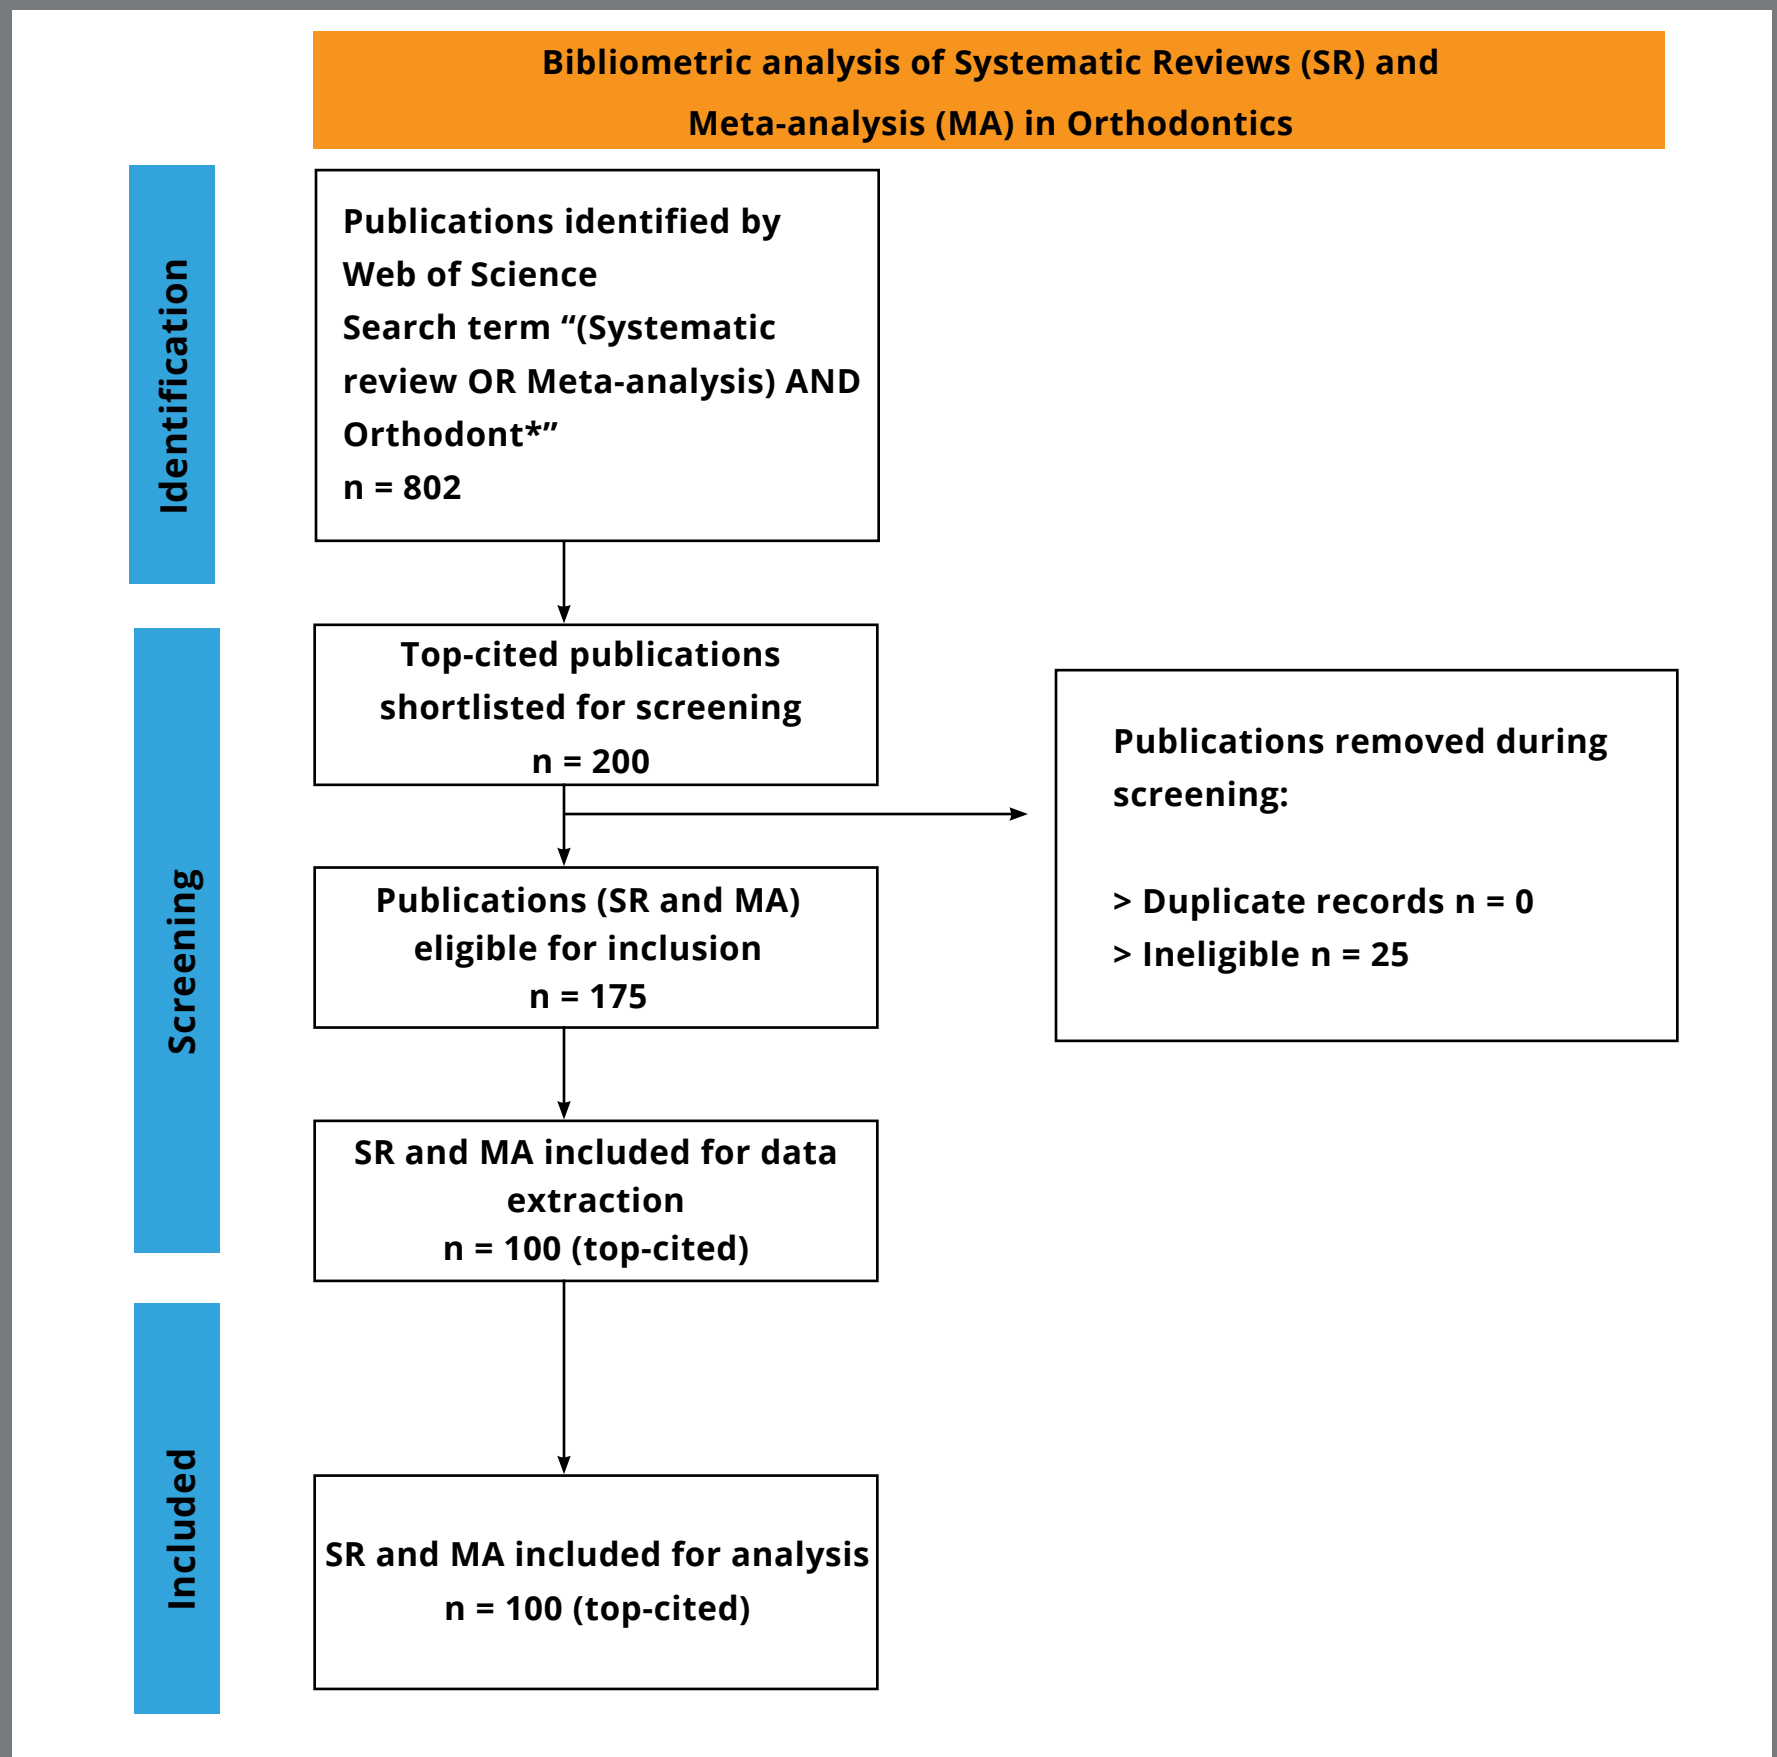 Bibliometric analysis of Systematic Reviews (SR) and
Meta-analysis (MA) in Orthodontics
Identification
Publications identified by
Web of Science
Search term “(Systematic
review OR Meta-analysis) AND
Orthodont*”
n = 802
Screening
Top-cited publications
shortlisted for screening
n = 200
Publications removed during
screening:
> Duplicate records n = 0
> Ineligible n = 25
Publications (SR and MA)
eligible for inclusion
n = 175
SR and MA included for data
extraction
n = 100 (top-cited)
Included
SR and MA included for analysis
n = 100 (top-cited)